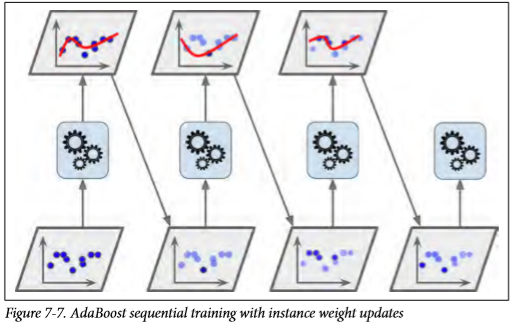 Figure 7-7. AdaBoost sequential training with instance weight updates